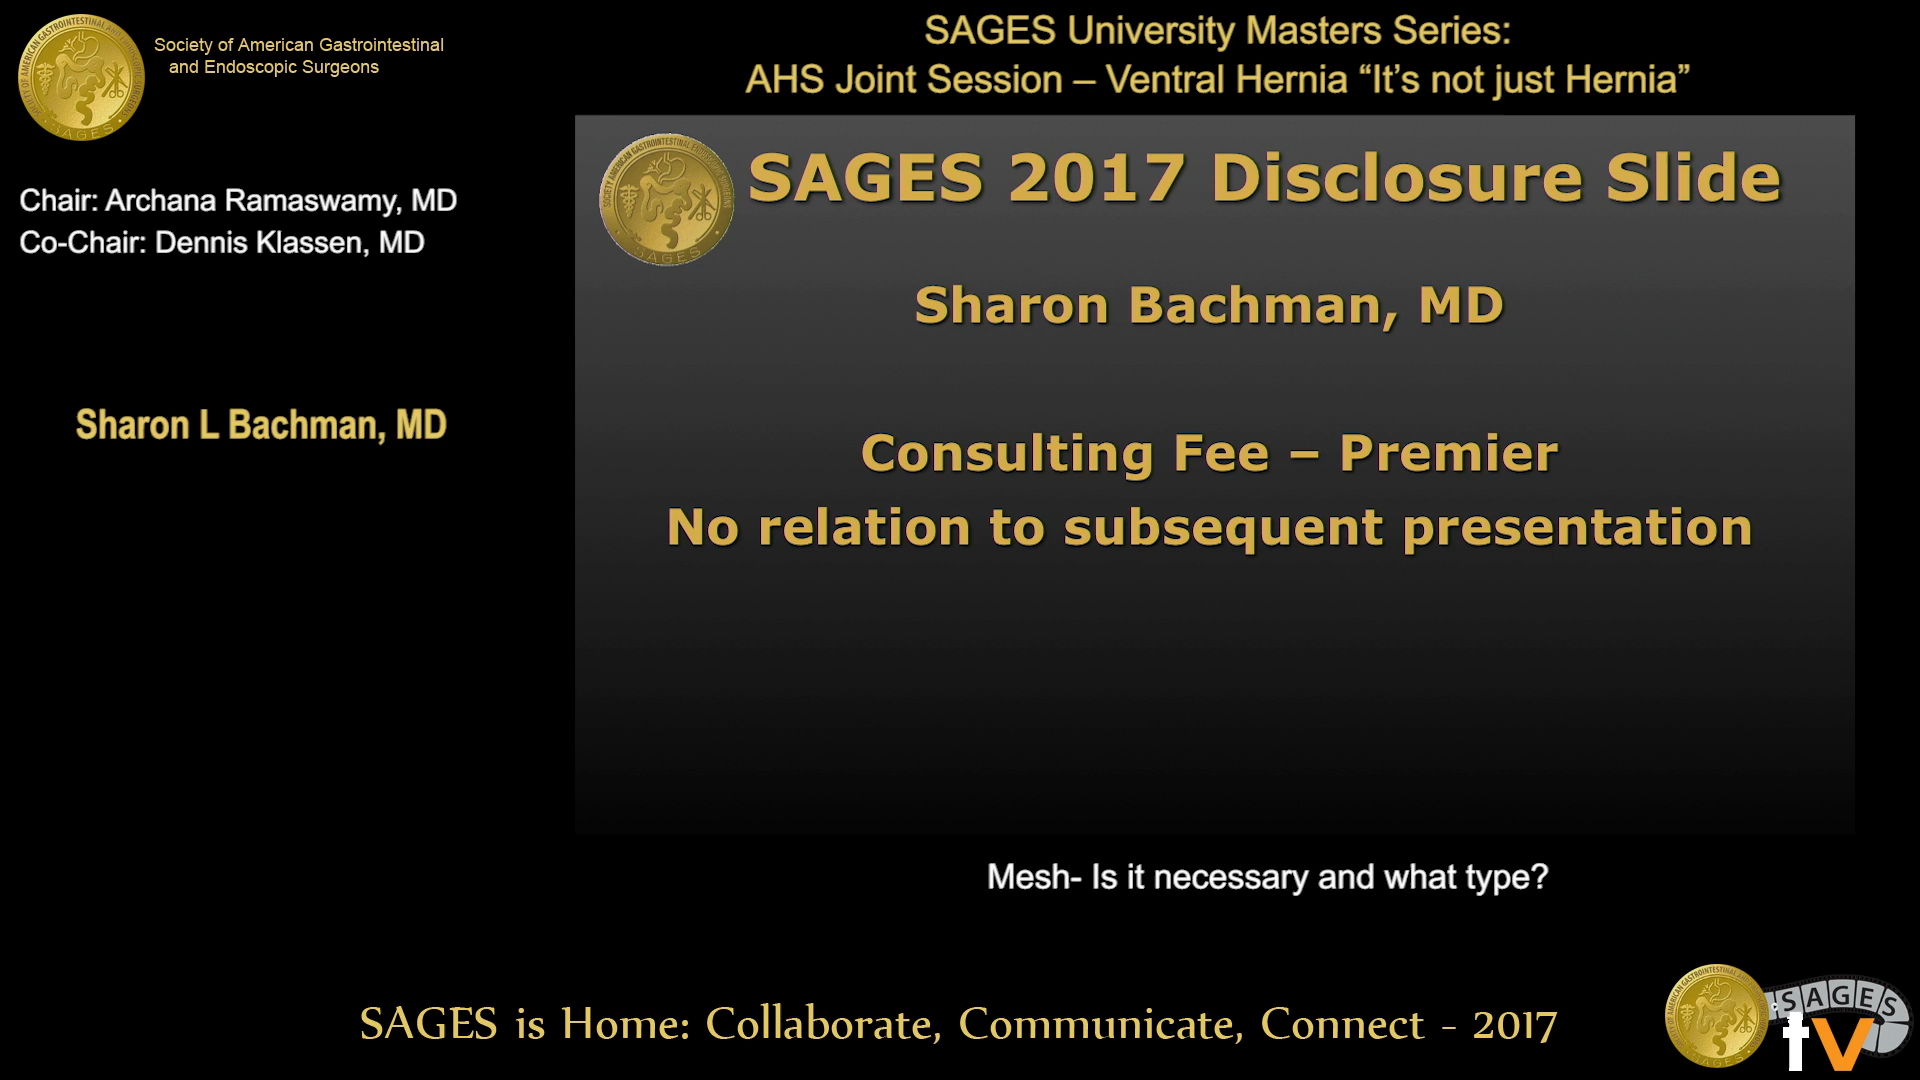 Society of American Gastrointestinal
and Endoscopic Surgeons
SAGES University Masters Series:
AHS Joint Session – Ventral Hernia “It’s not just Hernia”
Chair: Archana Ramaswamy, MD
Co-Chair: Dennis Klassen, MD
Sharon L Bachman, MD
SAGES 2017 Disclosure Slide
Sharon Bachman, MD
Consulting Fee – Premier
No relation to subsequent presentation
Mesh- Is it necessary and what type?
SAGES is Home: Collaborate, Communicate, Connect - 2017
SAGES
tv